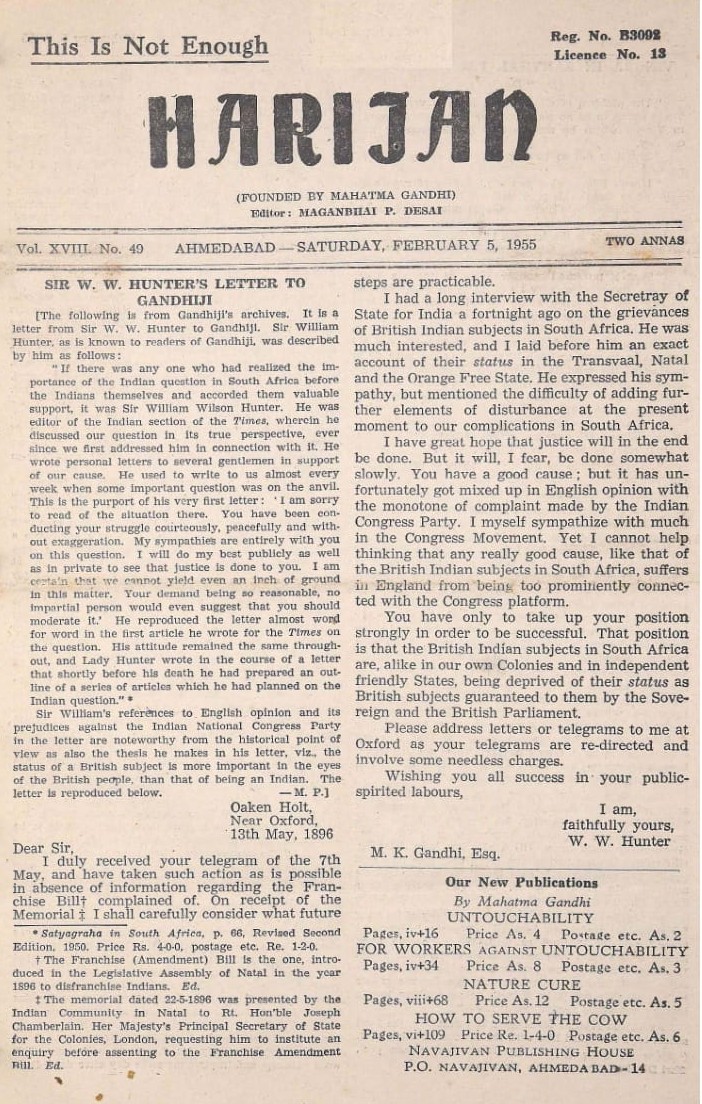 This Is Not Enough
Reg. No. B3092
Licence No. 13
HARIJAN
(FOUNDED BY MAHATMA GANDHI)
Editor: MAGANBHAI P. DESAI
Vol. XVIII. No. 49 AHMEDABAD — SATURDAY, FEBRUARY 5, 1955 TWO ANNAS
SIR W. W. HUNTER'S LETTER TO
GANDHIJI
[The following is from Gandhiji's archives. It is a
letter from Sir W. W. Hunter to Gandhiji. Sir William
Hunter, as is known to readers of Gandhiji, was described
by him as follows:
"If there was any one who had realized the im-
portance of the Indian question in South Africa before
the Indians themselves and accorded them valuable
support, it was Sir William Wilson Hunter. He was
editor of the Indian section of the Times, wherein he
discussed our question in its true perspective, ever
since we first addressed him in connection with it. He
wrote personal letters to several gentlemen in support
of our cause. He used to write to us almost every
week when some important question was on the anvil.
This is the purport of his very first letter: 'I am sorry
to read of the situation there. You have been con-
ducting your struggle courteously, peacefully and with-
out exaggeration. My sympathies are entirely with you
on this question. I will do my best publicly as well
as in private to see that justice is done to you. I am
certain that we cannot yield even an inch of ground
in this matter. Your demand being so reasonable, no
impartial person would even suggest that you should
moderate it.' He reproduced the letter almost word
for word in the first article he wrote for the Times on
the question. His attitude remained the same through-
out, and Lady Hunter wrote in the course of a letter
that shortly before his death he had prepared an out-
line of a series of articles which he had planned on the
Indian question."*
Sir William's references to English opinion and its
prejudices against the Indian National Congress Party
in the letter are noteworthy from the historical point of
view as also the thesis he makes in his letter, viz., the
status of a British subject is more important in the eyes
of the British people, than that of being an Indian. The
letter is reproduced below. —M. P.]
Oaken Holt,
Near Oxford,
13th May, 1896
Dear Sir,
I duly received your telegram of the 7th
May, and have taken such action as is possible
in absence of information regarding the Fran-
chise Bill† complained of. On receipt of the
Memorial ‡ I shall carefully consider what future
* Satyagraha in South Africa, p. 66, Revised Second
Edition, 1950. Price Rs. 4-0-0, postage etc. Re. 1-2-0.
† The Franchise (Amendment) Bill is the one, intro-
duced in the Legislative Assembly of Natal in the year
1896 to disfranchise Indians. Ed.
‡ The memorial dated 22-5-1896 was presented by the
Indian Community in Natal to Rt. Hon'ble Joseph
Chamberlain. Her Majesty's Principal Secretary of State
for the Colonies, London, requesting him to institute an
enquiry before assenting to the Franchise Amendment
Bill. Ed.
steps are practicable.
I had a long interview with the Secretray of
State for India a fortnight ago on the grievances
of British Indian subjects in South Africa. He was
much interested, and I laid before him an exact
account of their status in the Transvaal, Natal
and the Orange Free State. He expressed his sym-
pathy, but mentioned the difficulty of adding fur-
ther elements of disturbance at the present
moment to our complications in South Africa.
I have great hope that justice will in the end
be done. But it will, I fear, be done somewhat
slowly. You have a good cause; but it has un-
fortunately got mixed up in English opinion with
the monotone of complaint made by the Indian
Congress Party. I myself sympathize with much
in the Congress Movement. Yet I cannot help
thinking that any really good cause, like that of
the British Indian subjects in South Africa, suffers
in England from being too prominently connec-
ted with the Congress platform.
You have only to take up your position
strongly in order to be successful. That position
is that the British Indian subjects in South Africa
are, alike in our own Colonies and in independent
friendly States, being deprived of their status as
British subjects guaranteed to them by the Sove-
reign and the British Parliament.
Please address letters or telegrams to me at
Oxford as your telegrams are re-directed and
involve some needless charges.
Wishing you all success in your public-
spirited labours,
I am,
faithfully yours,
W. W. Hunter
M. K. Gandhi, Esq.
Our New Publications
By Mahatma Gandhi
UNTOUCHABILITY
Pages, iv+16 Price As. 4 Postage etc. As. 2
FOR WORKERS AGAINST UNTOUCHABILITY
Pages, iv+34 Price As. 8 Postage etc. As. 3
NATURE CURE
Pages, viii+68 Price As. 12 Postage etc. As. 5
HOW TO SERVE THE COW
Pages, vi+109 Price Re. 1-4-0 Postage etc. As. 6
NAVAJIVAN PUBLISHING HOUSE
P.O. NAVAJIVAN, AHMEDABAD-14